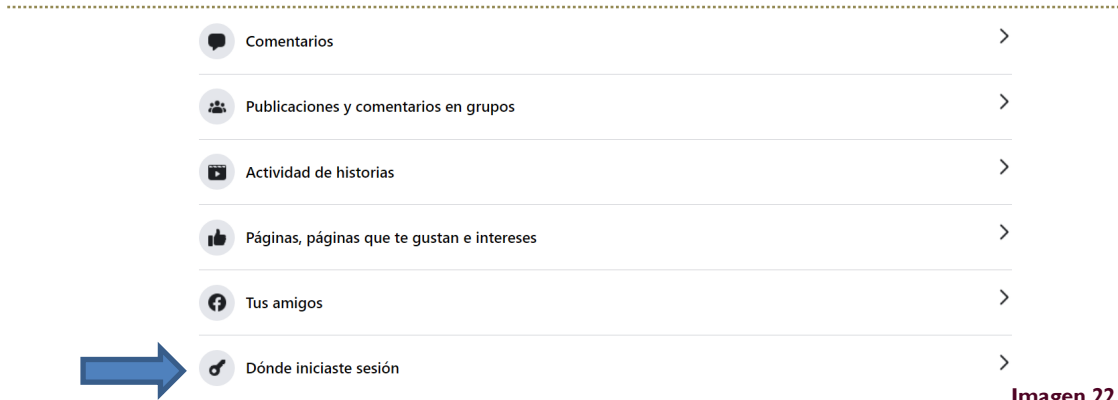 Comentarios
Publicaciones y comentarios en grupos
Actividad de historias
Páginas, páginas que te gustan e intereses
Tus amigos
Dónde iniciaste sesión
Imagen 22